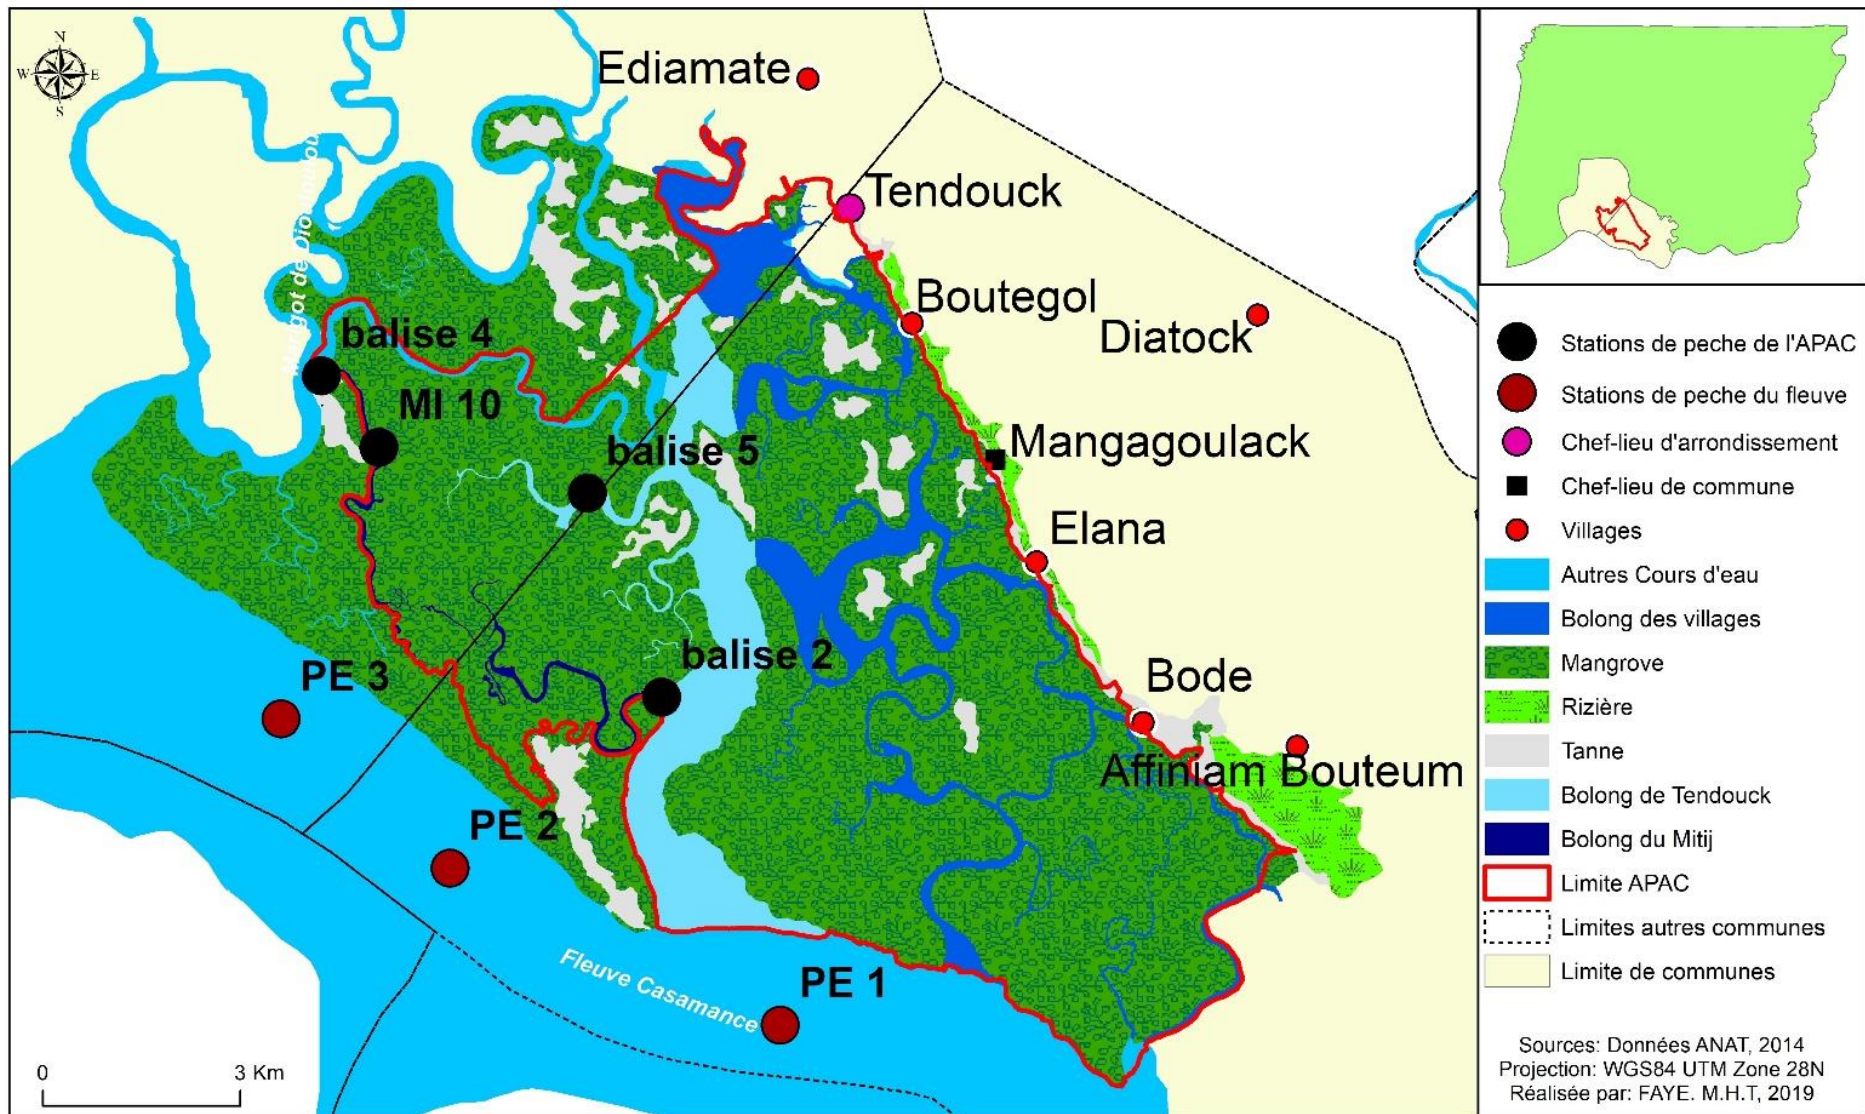 N
W E
S
Ediamate
Tendouck
Marigot de Diouloulou
Boutegol
Diatock
balise 4
MI 10
balise 5
Mangagoulack
Elana
balise 2
PE 3
Bode
Affiniam Bouteum
PE 2
Fleuve Casamance
PE 1
0 3 Km
Stations de peche de l'APAC
Stations de peche du fleuve
Chef-lieu d'arrondissement
Chef-lieu de commune
Villages
Autres Cours d'eau
Bolong des villages
Mangrove
Rizière
Tanne
Bolong de Tendouck
Bolong du Mitij
Limite APAC
Limites autres communes
Limite de communes
Sources: Données ANAT, 2014
Projection: WGS84 UTM Zone 28N
Réalisée par: FAYE. M.H.T, 2019